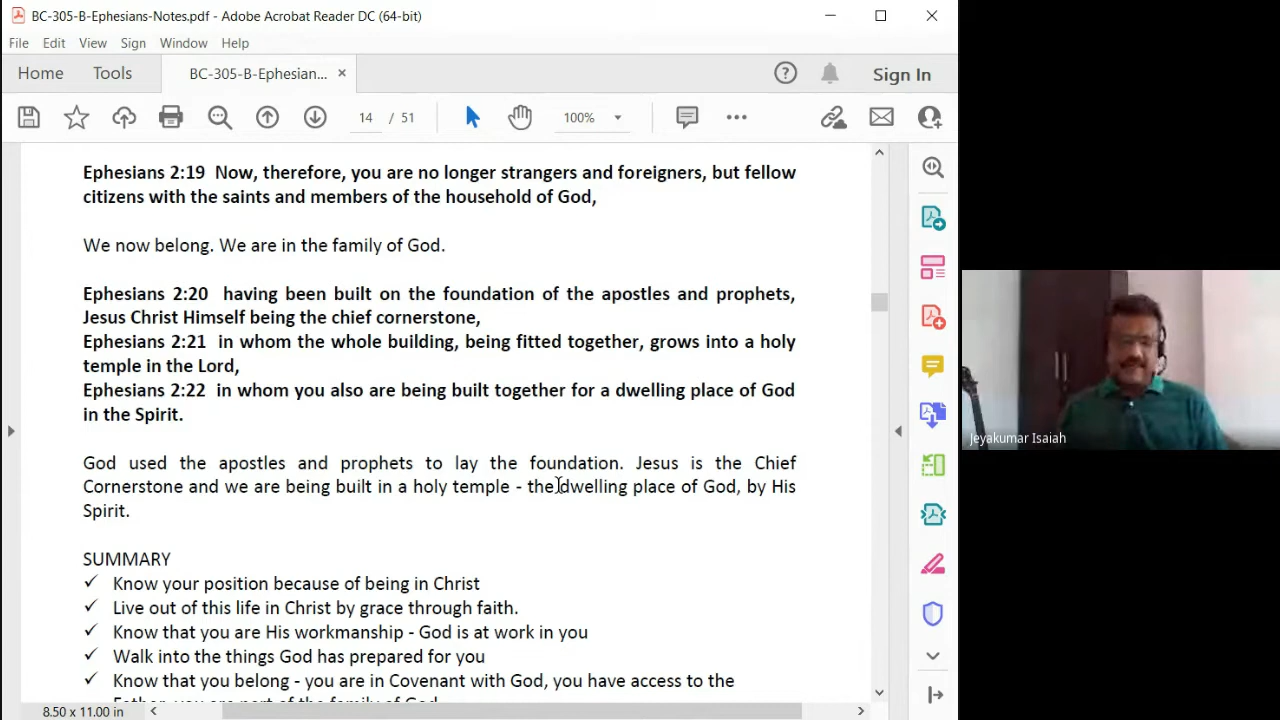 BC-305-B-Ephesians-Notes.pdf - Adobe Acrobat Reader DC (64-bit)
File Edit View Sign Window Help
Home Tools BC-305-B-Ephesian... × Sign In
14 / 51 100%
Ephesians 2:19 Now, therefore, you are no longer strangers and foreigners, but fellow
citizens with the saints and members of the household of God,
We now belong. We are in the family of God.
Ephesians 2:20 having been built on the foundation of the apostles and prophets,
Jesus Christ Himself being the chief cornerstone,
Ephesians 2:21 in whom the whole building, being fitted together, grows into a holy
temple in the Lord,
Ephesians 2:22 in whom you also are being built together for a dwelling place of God
in the Spirit.
God used the apostles and prophets to lay the foundation. Jesus is the Chief
Cornerstone and we are being built in a holy temple - the dwelling place of God, by His
Spirit.
SUMMARY
✓ Know your position because of being in Christ
✓ Live out of this life in Christ by grace through faith.
✓ Know that you are His workmanship - God is at work in you
✓ Walk into the things God has prepared for you
✓ Know that you belong - you are in Covenant with God, you have access to the
Father, you are part of the family of God
8.50 x 11.00 in
Jeyakumar Isaiah